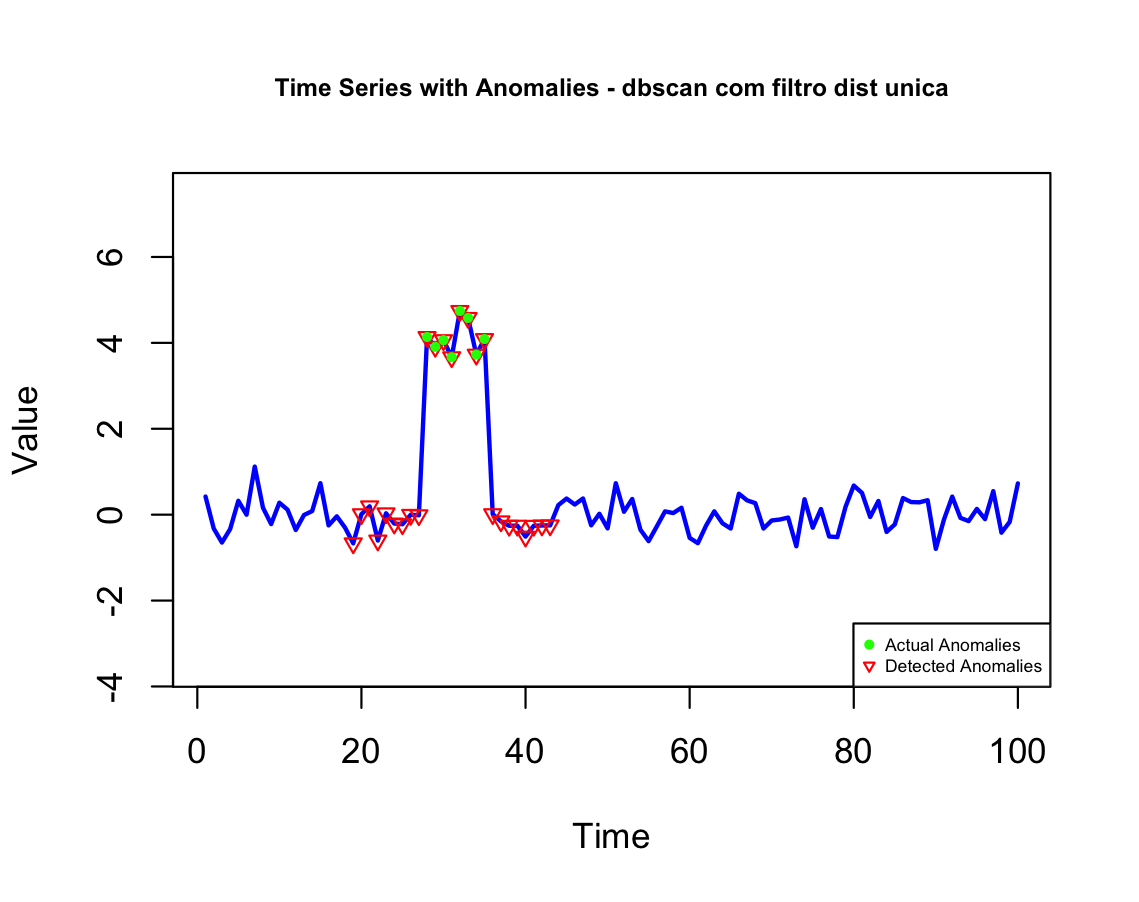 Time Series with Anomalies - dbscan com filtro dist unica
Value
6
4
2
0
-2
-4
Actual Anomalies
Detected Anomalies
0 20 40 60 80 100
Time